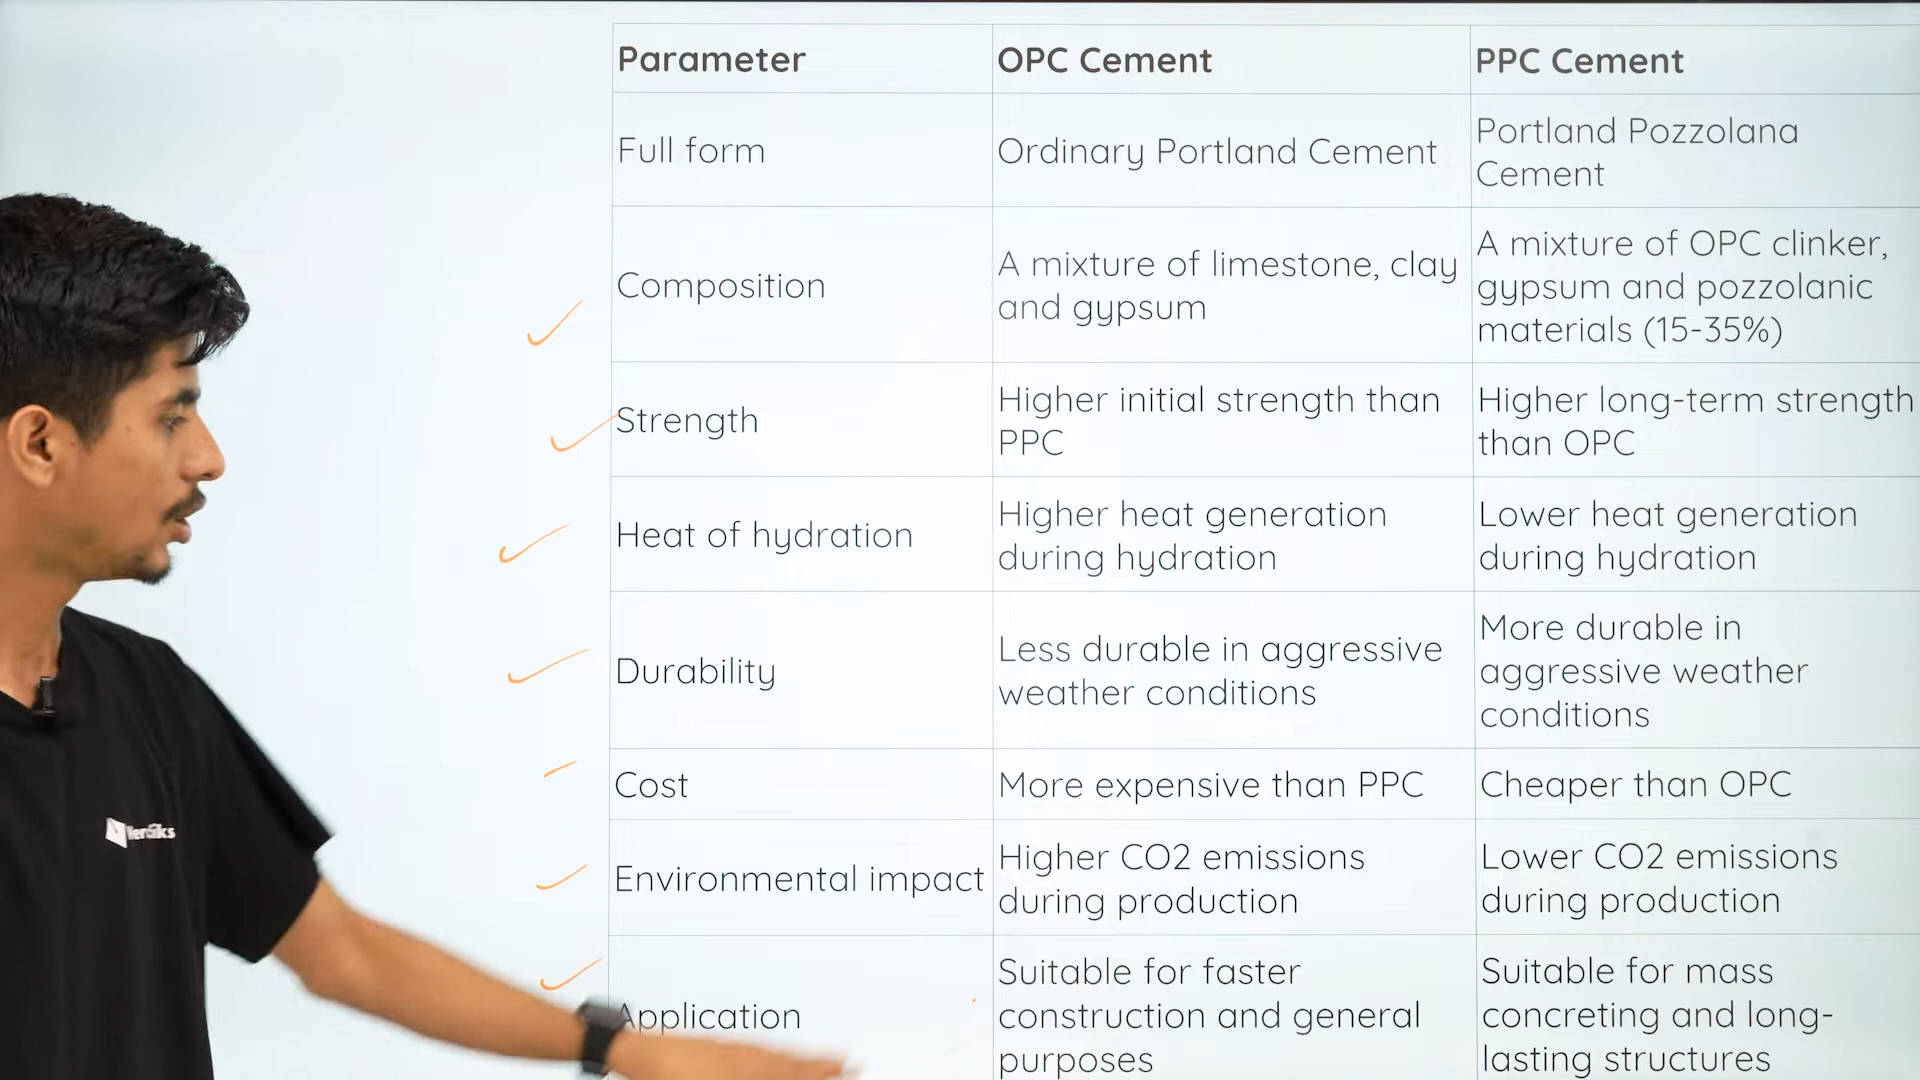 Parameter
OPC Cement
PPC Cement
Full form
Ordinary Portland Cement
Portland Pozzolana
Cement
Composition
A mixture of limestone, clay
and gypsum
A mixture of OPC clinker,
gypsum and pozzolanic
materials (15-35%)
Strength
Higher initial strength than
PPC
Higher long-term strength
than OPC
Heat of hydration
Higher heat generation
during hydration
Lower heat generation
during hydration
Durability
Less durable in aggressive
weather conditions
More durable in
aggressive weather
conditions
Cost
More expensive than PPC
Cheaper than OPC
Environmental impact
Higher CO2 emissions
during production
Lower CO2 emissions
during production
Application
Suitable for faster
construction and general
purposes
Suitable for mass
concreting and long-
lasting structures